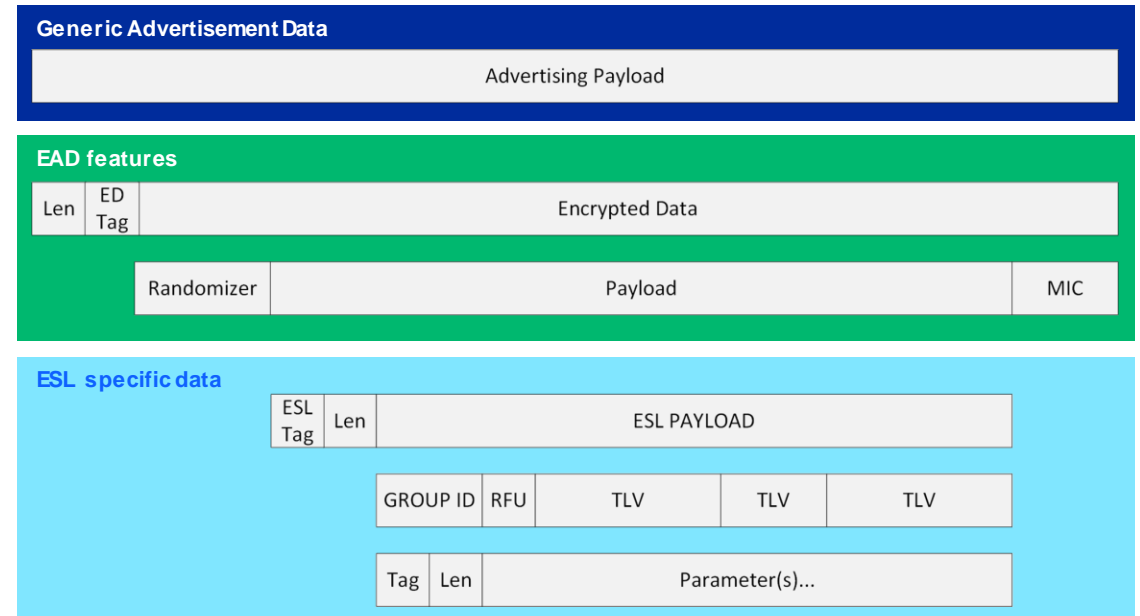 Generic Advertisement Data
Advertising Payload
EAD features
Len
ED
Tag
Encrypted Data
Randomizer
Payload
MIC
ESL specific data
ESL
Tag
Len
ESL PAYLOAD
GROUP ID
RFU
TLV
TLV
TLV
Tag
Len
Parameter(s)...